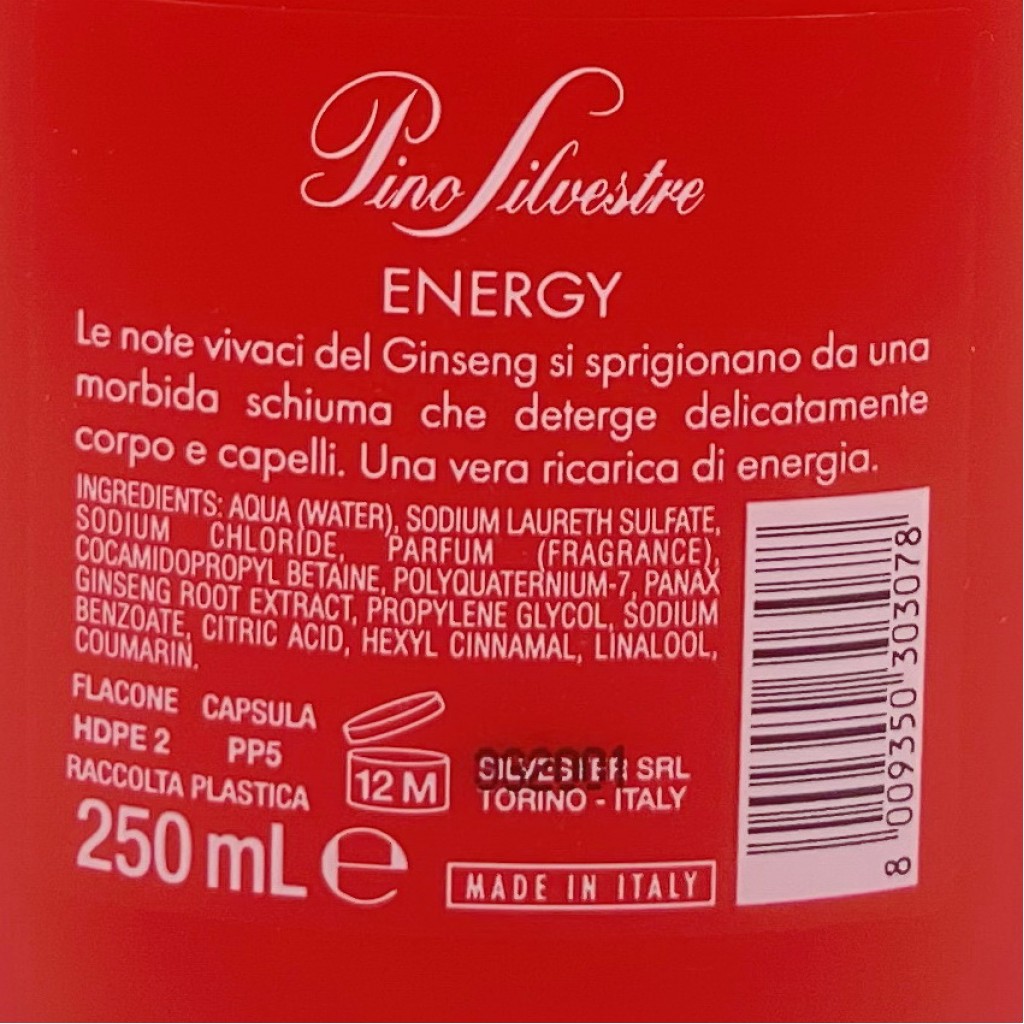 Pino Silvestre
ENERGY
Le note vivaci del Ginseng si sprigionano da una
morbida schiuma che deterge delicatamente
corpo e capelli. Una vera ricarica di energia.
INGREDIENTS: AQUA (WATER), SODIUM LAURETH SULFATE,
SODIUM CHLORIDE, PARFUM (FRAGRANCE),
COCAMIDOPROPYL BETAINE, POLYQUATERNIUM-7, PANAX
GINSENG ROOT EXTRACT, PROPYLENE GLYCOL, SODIUM
BENZOATE, CITRIC ACID, HEXYL CINNAMAL, LINALOOL,
COUMARIN.
FLACONE CAPSULA
HDPE 2 PP5
RACCOLTA PLASTICA
12 M
SRL
TORINO - ITALY
250 mL e
MADE IN ITALY
8 009350 303078